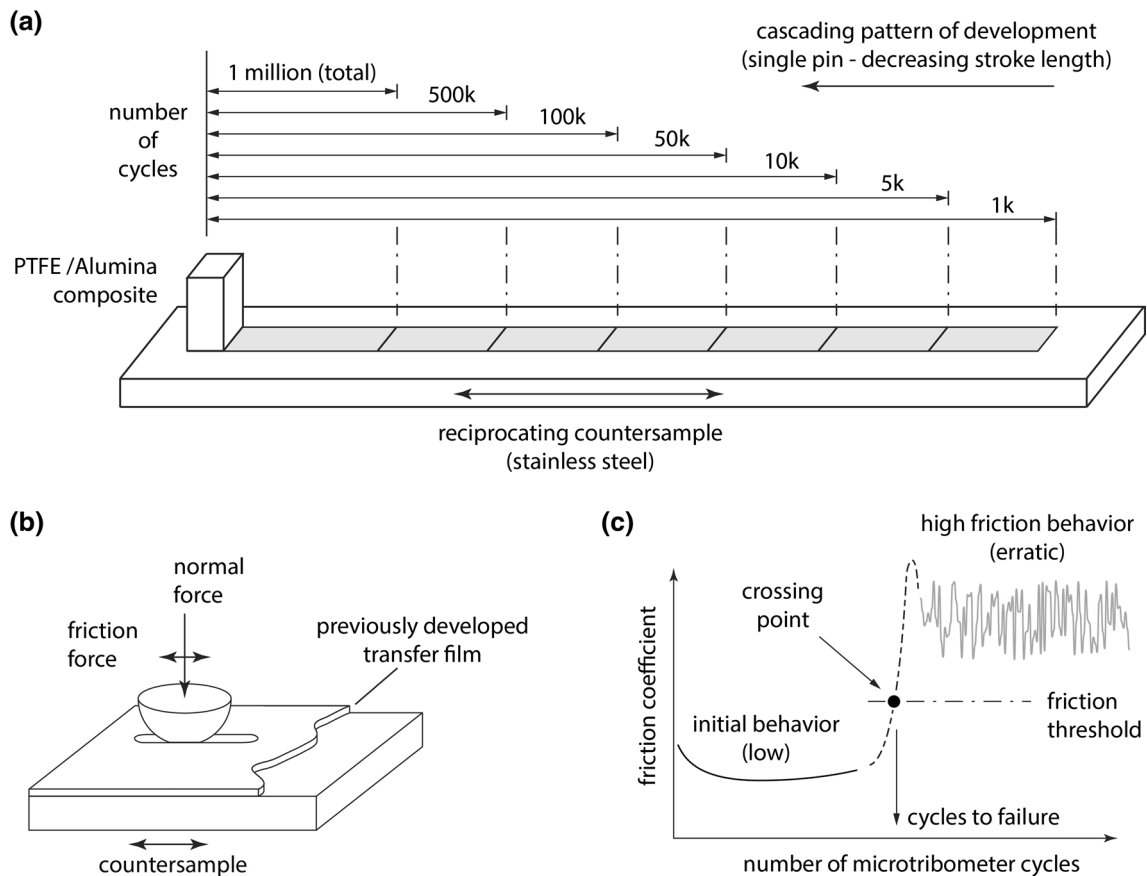 (a)
cascading pattern of development
(single pin - decreasing stroke length)
1 million (total)
500k
100k
50k
10k
5k
1k
number
of
cycles
PTFE /Alumina
composite
reciprocating countersample
(stainless steel)
(b)
normal
force
friction
force
previously developed
transfer film
countersample
(c)
high friction behavior
(erratic)
crossing
point
friction coefficient
initial behavior
(low)
friction
threshold
cycles to failure
number of microtribometer cycles